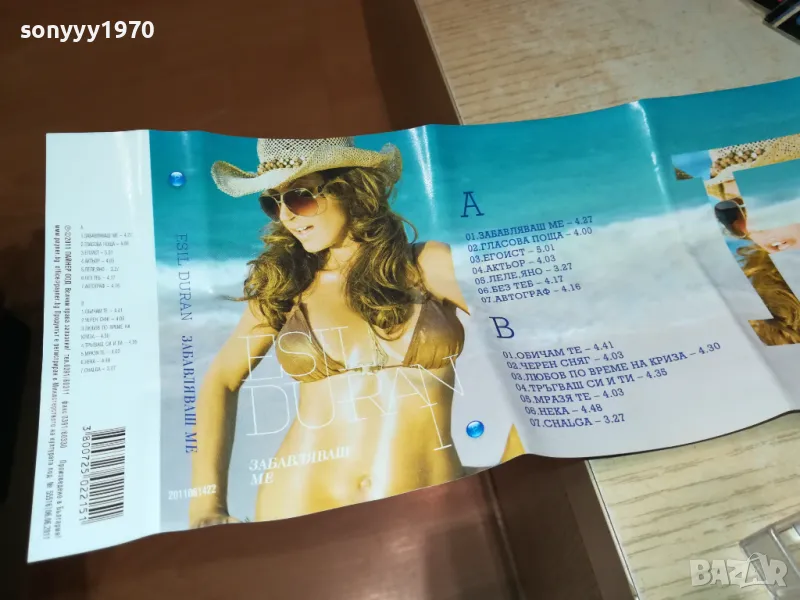 sonyyy1970
ESIL DURAN ЗАБАВЛЯВАШ МЕ
ESIL
DURAN
ЗАБАВЛЯВАШ
МЕ
2011061422
A
01.ЗАБАВЛЯВАШ МЕ – 4.27
02.ГЛАСОВА ПОЩА – 4.00
03.ЕГОИСТ – 5.01
04.АКТЬОР – 4.03
05.ЛЕЛЕ,ЯНО – 3.27
06.БЕЗ ТЕБ – 4.17
07.АВТОГРАФ – 4.16
B
01.ОБИЧАМ ТЕ – 4.41
02.ЧЕРЕН СНЯГ – 4.03
03.ЛЮБОВ ПО ВРЕМЕ НА КРИЗА – 4.30
04.ТРЪГВАШ СИ И ТИ – 4.35
05.МРАЗЯ ТЕ – 4.03
06.НЕКА – 4.48
07.CHALGA – 3.27
3800725022151
BAZAR